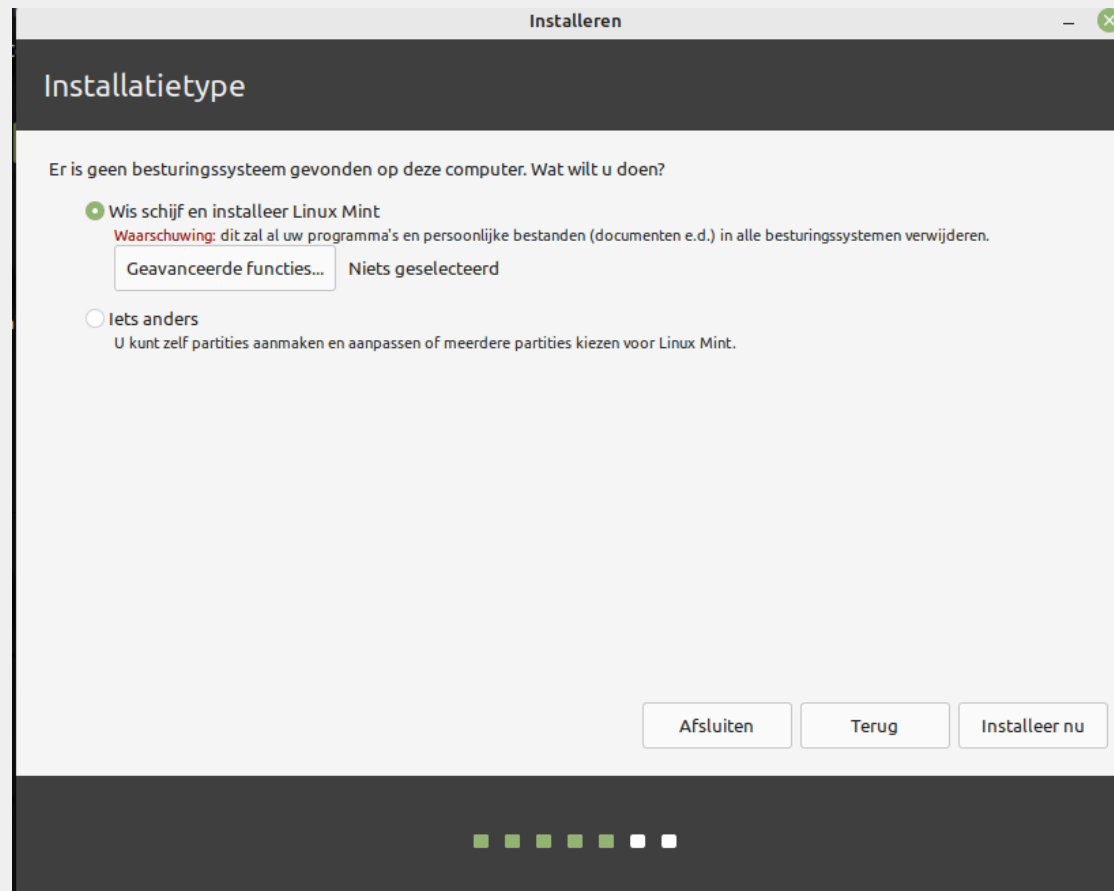 Installeren
Installatietype
Er is geen besturingssysteem gevonden op deze computer. Wat wilt u doen?
Wis schijf en installeer Linux Mint
Waarschuwing: dit zal al uw programma's en persoonlijke bestanden (documenten e.d.) in alle besturingssystemen verwijderen.
Geavanceerde functies... Niets geselecteerd
Iets anders
U kunt zelf partities aanmaken en aanpassen of meerdere partities kiezen voor Linux Mint.
Afsluiten Terug Installeer nu